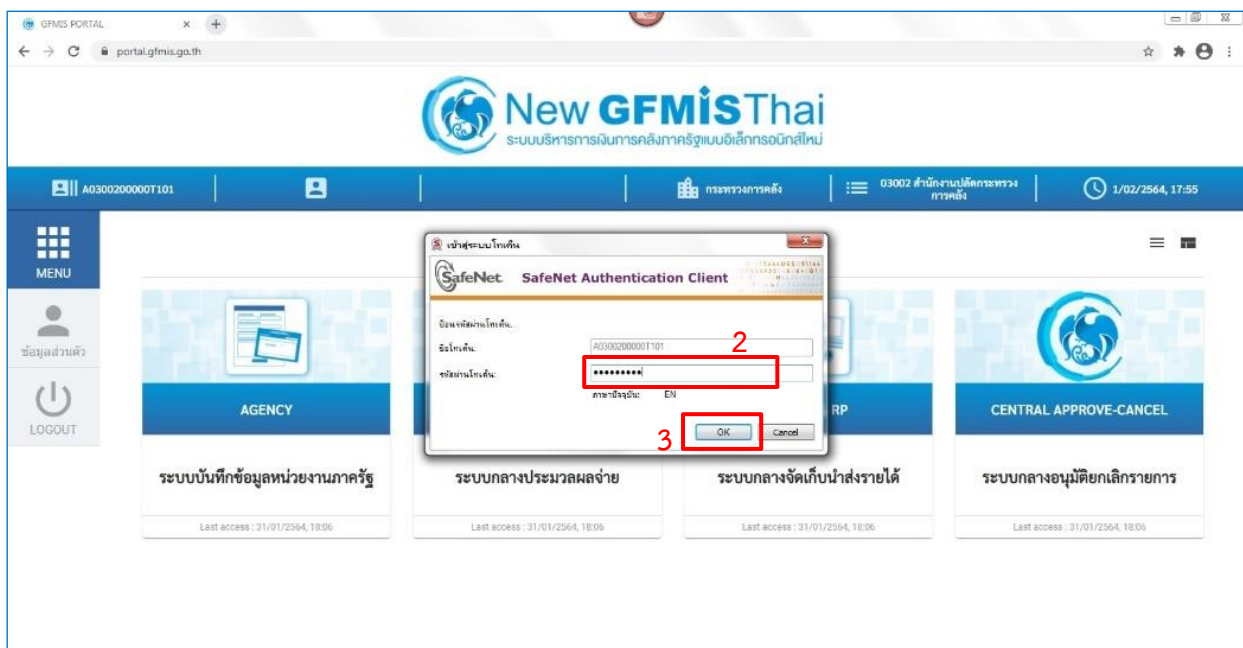 GFMIS PORTAL
portal.gfmis.go.th
New GFMIS Thai
ระบบบริหารการเงินการคลังภาครัฐแบบอิเล็กทรอนิกส์ใหม่
A0300200000T101
กระทรวงการคลัง
03002 สำนักงานปลัดกระทรวง
การคลัง
1/02/2564, 17:55
MENU
ข้อมูลส่วนตัว
LOGOUT
เข้าสู่ระบบโทเค็น
SafeNet
SafeNet Authentication Client
ป้อนรหัสผ่านโทเค็น.
ชื่อโทเค็น:
A0300200000T101
2
รหัสผ่านโทเค็น:
•••••••••
ภาษาปัจจุบัน: EN
3
OK
Cancel
AGENCY
RP
CENTRAL APPROVE-CANCEL
ระบบบันทึกข้อมูลหน่วยงานภาครัฐ
ระบบกลางประมวลผลจ่าย
ระบบกลางจัดเก็บนำส่งรายได้
ระบบกลางอนุมัติยกเลิกรายการ
Last access : 31/01/2564, 18:06
Last access : 31/01/2564, 18:06
Last access : 31/01/2564, 18:06
Last access : 31/01/2564, 18:06